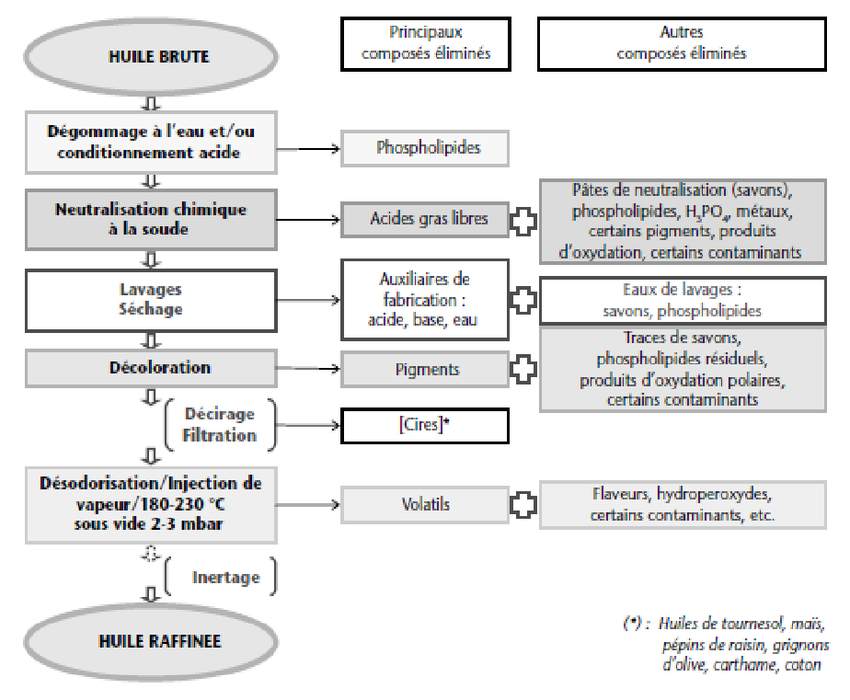 HUILE BRUTE
Principaux
composés éliminés
Autres
composés éliminés
Dégommage à l'eau et/ou
conditionnement acide
Phospholipides
Neutralisation chimique
à la soude
Acides gras libres
Pâtes de neutralisation (savons),
phospholipides, H₃PO₄, métaux,
certains pigments, produits
d'oxydation, certains contaminants
Lavages
Séchage
Auxiliaires de
fabrication :
acide, base, eau
Eaux de lavages :
savons, phospholipides
Décoloration
Pigments
Traces de savons,
phospholipides résiduels,
produits d'oxydation polaires,
certains contaminants
Décirage
Filtration
[Cires]*
Désodorisation/Injection de
vapeur/180-230 °C
sous vide 2-3 mbar
Volatils
Flaveurs, hydroperoxydes,
certains contaminants, etc.
Inertage
HUILE RAFFINEE
(*) : Huiles de tournesol, maïs,
pépins de raisin, grignons
d'olive, carthame, coton